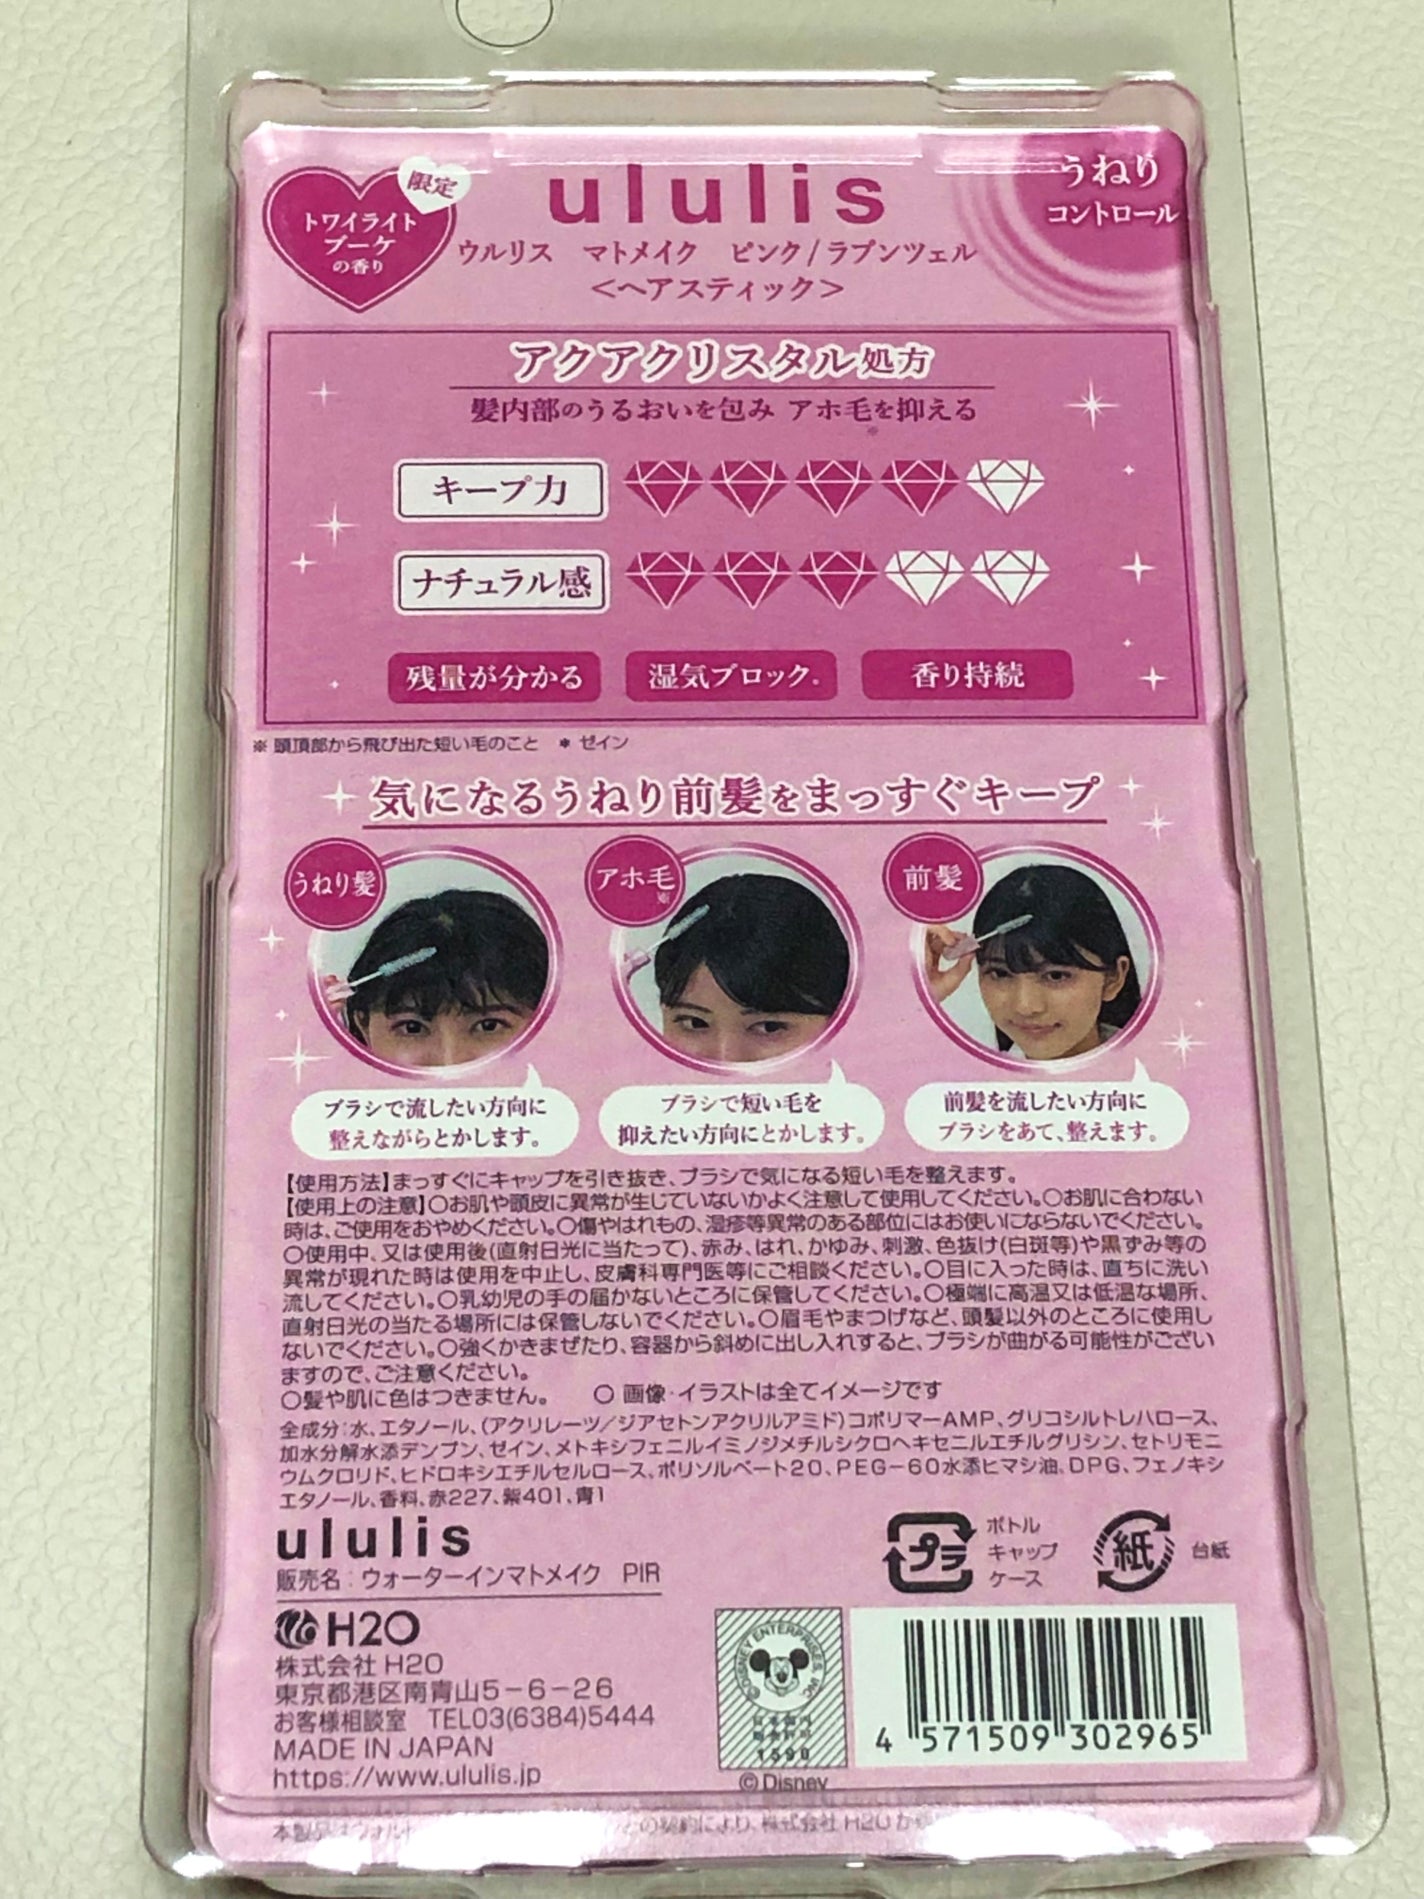 限定
トワイライト
ブーケ
の香り
ululis
ウルリス マトメイク ピンク/ラプンツェル
<ヘアスティック>
うねり
コントロール
アクアクリスタル処方
髪内部のうるおいを包み アホ毛を抑える
※
キープ力
ナチュラル感
残量が分かる
湿気ブロック*
香り持続
※ 頭頂部から飛び出た短い毛のこと * ゼイン
気になるうねり前髪をまっすぐキープ
うねり髪
ブラシで流したい方向に
整えながらとかします。
アホ毛
※
ブラシで短い毛を
抑えたい方向にとかします。
前髪
前髪を流したい方向に
ブラシをあて、整えます。
【使用方法】まっすぐにキャップを引き抜き、ブラシで気になる短い毛を整えます。
【使用上の注意】○お肌や頭皮に異常が生じていないかよく注意して使用してください。○お肌に合わない
時は、ご使用をおやめください。○傷やはれもの、湿疹等異常のある部位にはお使いにならないでください。
○使用中、又は使用後(直射日光に当たって)、赤み、はれ、かゆみ、刺激、色抜け(白斑等)や黒ずみ等の
異常が現れた時は使用を中止し、皮膚科専門医等にご相談ください。○目に入った時は、直ちに洗い
流してください。○乳幼児の手の届かないところに保管してください。○極端に高温又は低温な場所、
直射日光の当たる場所には保管しないでください。○眉毛やまつげなど、頭髪以外のところに使用し
ないでください。○強くかきまぜたり、容器から斜めに出し入れすると、ブラシが曲がる可能性がござい
ますので、ご注意ください。
○髪や肌に色はつきません。 ○ 画像・イラストは全てイメージです
全成分:水、エタノール、(アクリレーツ/ジアセトンアクリルアミド)コポリマーAMP、グリコシルトレハロース、
加水分解水添デンプン、ゼイン、メトキシフェニルイミノジメチルシクロヘキセニルエチルグリシン、セトリモニ
ウムクロリド、ヒドロキシエチルセルロース、ポリソルベート20、PEG-60水添ヒマシ油、DPG、フェノキシ
エタノール、香料、赤227、紫401、青1
ululis
販売名:ウォーターインマトメイク PIR
H2O
株式会社 H2O
東京都港区南青山5-6-26
お客様相談室 TEL03(6384)5444
MADE IN JAPAN
https://www.ululis.jp
プラ
ボトル
キャップ
ケース
紙
台紙
©DISNEY ENTERPRISES, INC
日本国内
販売許可
1590
©Disney
4 571509 302965
本製品はウォル
との契約により、株式会社 H2O が